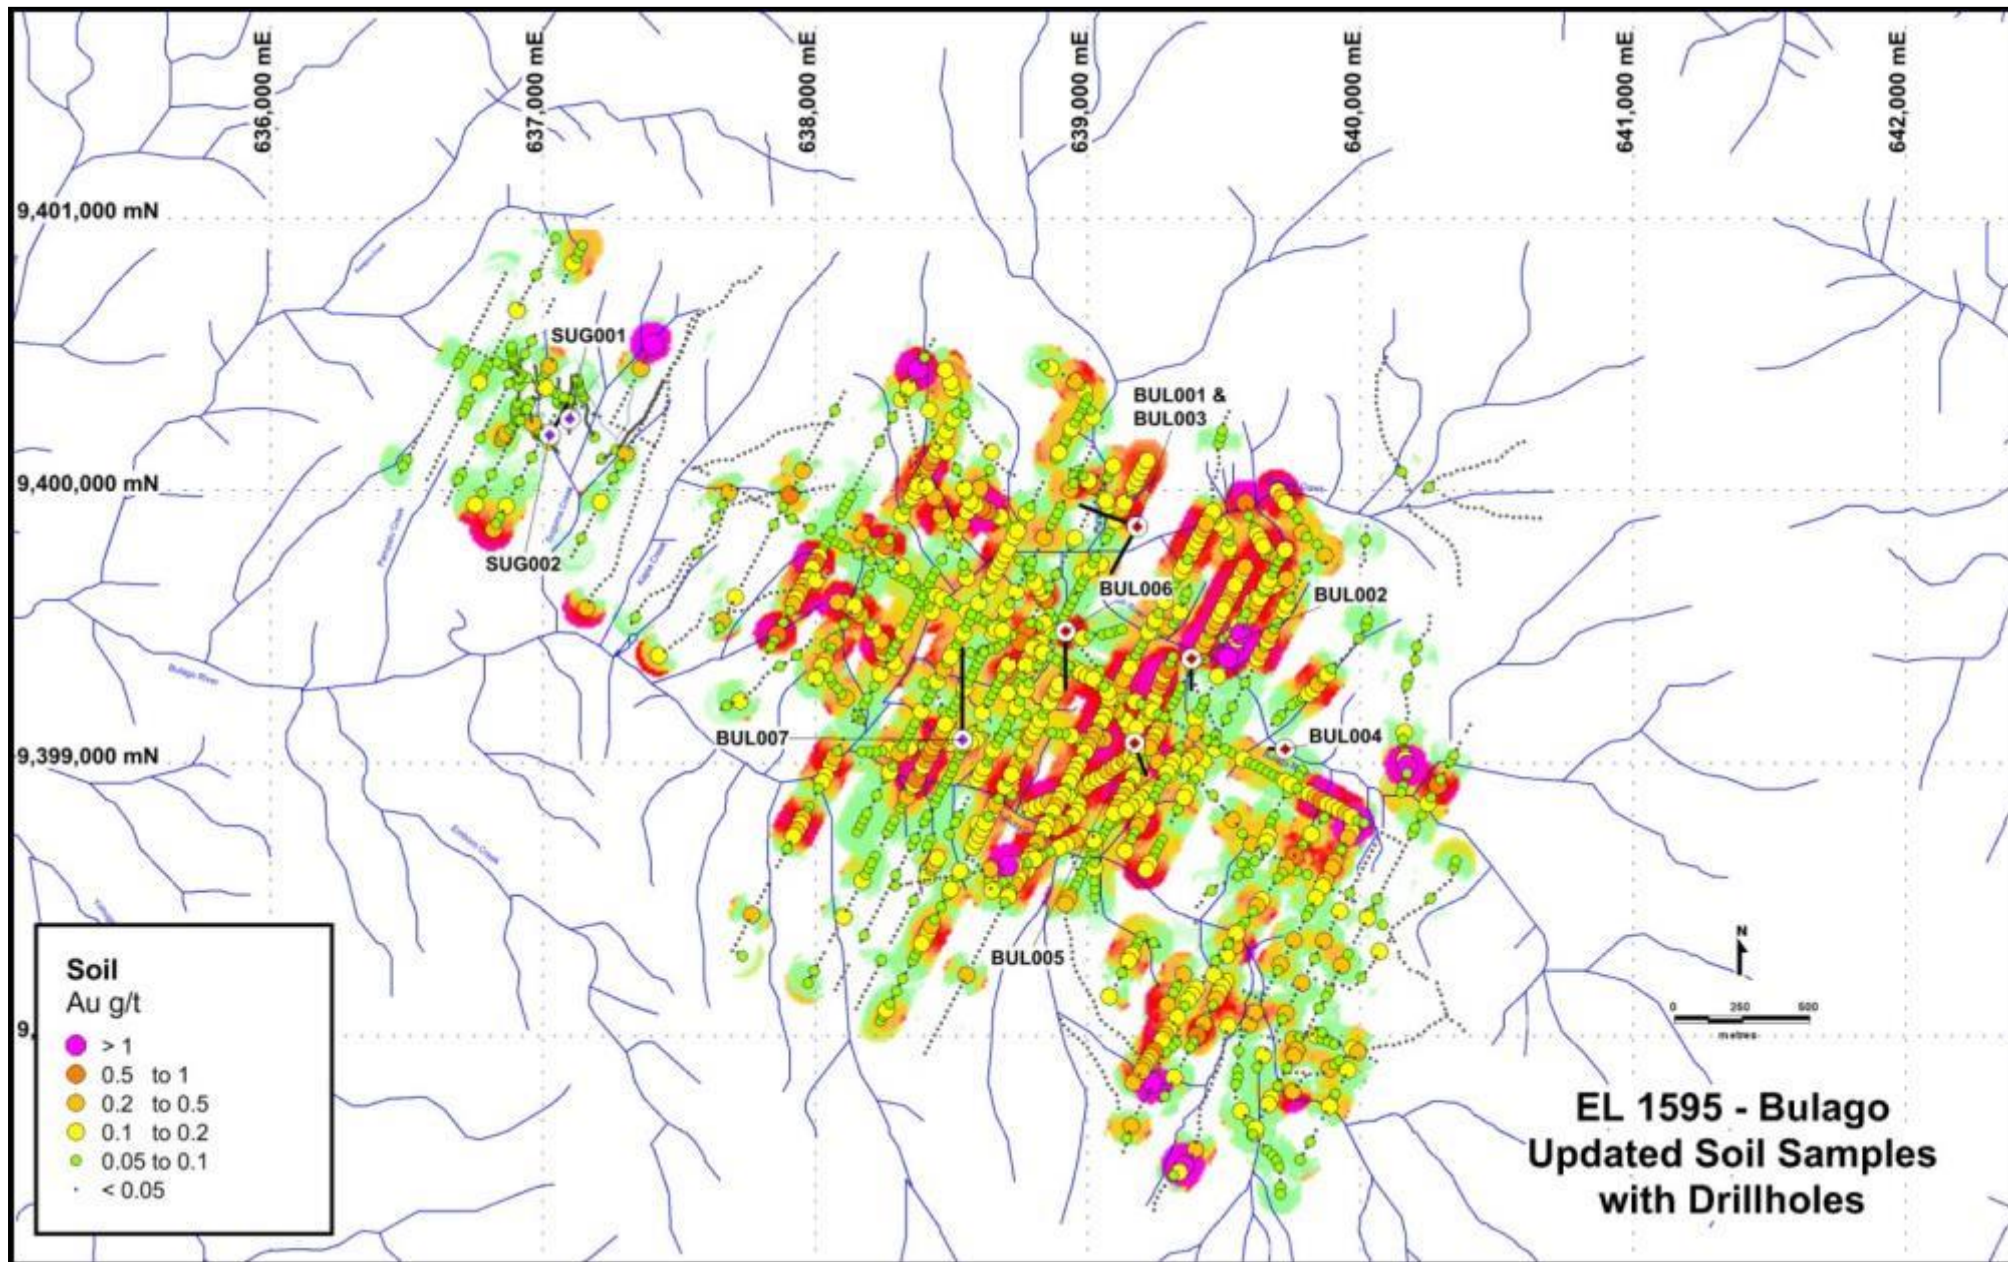 636,000 mE
637,000 mE
638,000 mE
639,000 mE
640,000 mE
641,000 mE
642,000 mE
9,401,000 mN
SUG001
BUL001 &
BUL003
9,400,000 mN
SUG002
BUL006
BUL002
Bulago River
BUL007
BUL004
9,399,000 mN
BUL005
N
0 250 500
metres
9,
Soil
Au g/t
> 1
0.5 to 1
0.2 to 0.5
0.1 to 0.2
0.05 to 0.1
< 0.05
EL 1595 - Bulago
Updated Soil Samples
with Drillholes